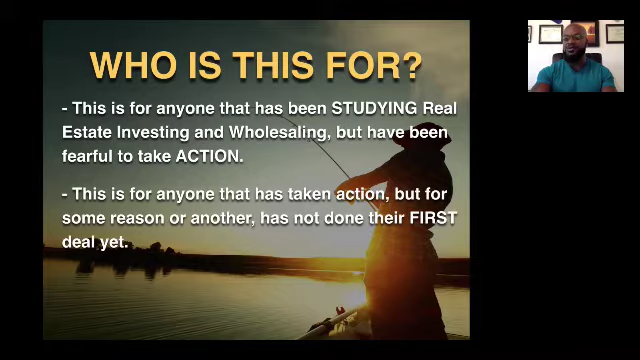 WHO IS THIS FOR?
- This is for anyone that has been STUDYING Real
Estate Investing and Wholesaling, but have been
fearful to take ACTION.
- This is for anyone that has taken action, but for
some reason or another, has not done their FIRST
deal yet.